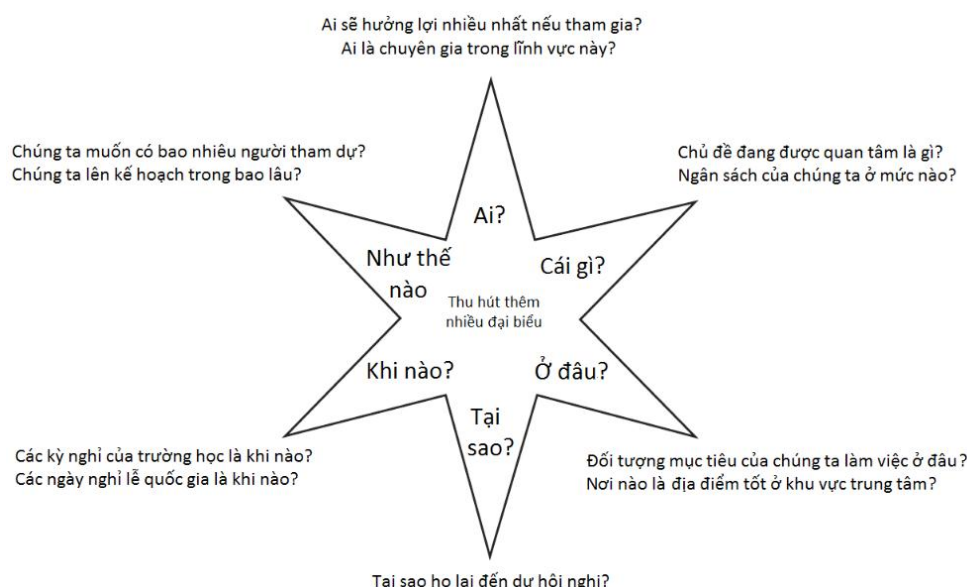 Ai sẽ hưởng lợi nhiều nhất nếu tham gia?
Ai là chuyên gia trong lĩnh vực này?
Chúng ta muốn có bao nhiêu người tham dự?
Chúng ta lên kế hoạch trong bao lâu?
Chủ đề đang được quan tâm là gì?
Ngân sách của chúng ta ở mức nào?
Ai?
Như thế
nào
Cái gì?
Thu hút thêm
nhiều đại biểu
Khi nào?
Ở đâu?
Tại
sao?
Các kỳ nghỉ của trường học là khi nào?
Các ngày nghỉ lễ quốc gia là khi nào?
Đối tượng mục tiêu của chúng ta làm việc ở đâu?
Nơi nào là địa điểm tốt ở khu vực trung tâm?
Tại sao họ lại đến dự hội nghị?